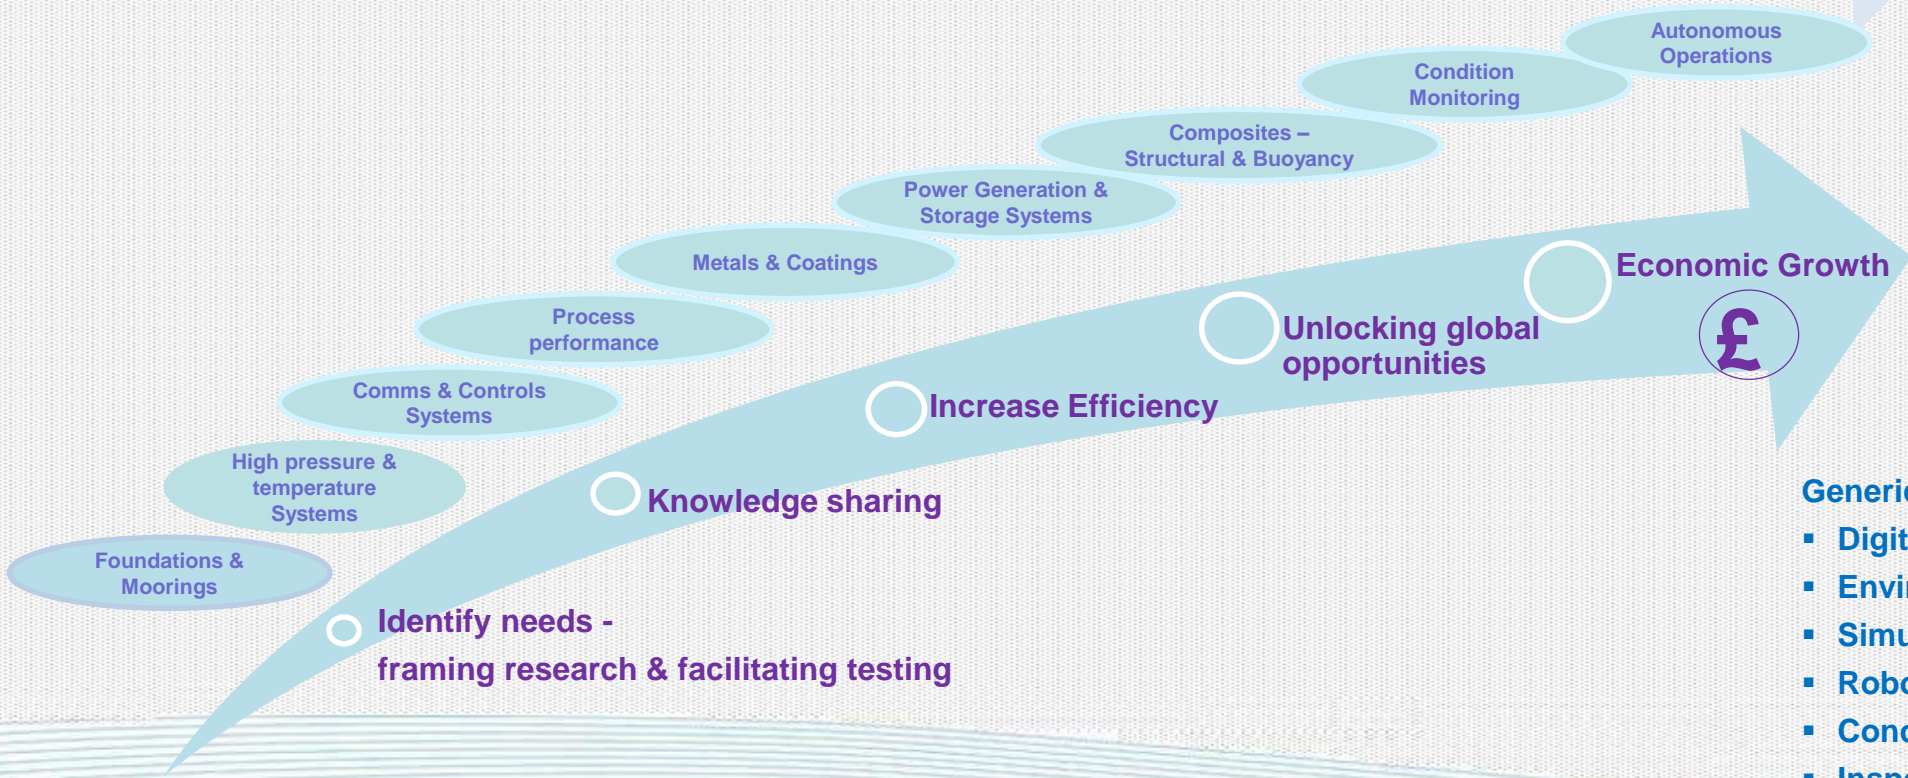 Autonomous
Operations
Condition
Monitoring
Composites –
Structural & Buoyancy
Power Generation &
Storage Systems
Metals & Coatings
Process
performance
Comms & Controls
Systems
High pressure &
temperature
Systems
Foundations &
Moorings
Economic Growth
£
Unlocking global
opportunities
Increase Efficiency
Knowledge sharing
Identify needs -
framing research & facilitating testing